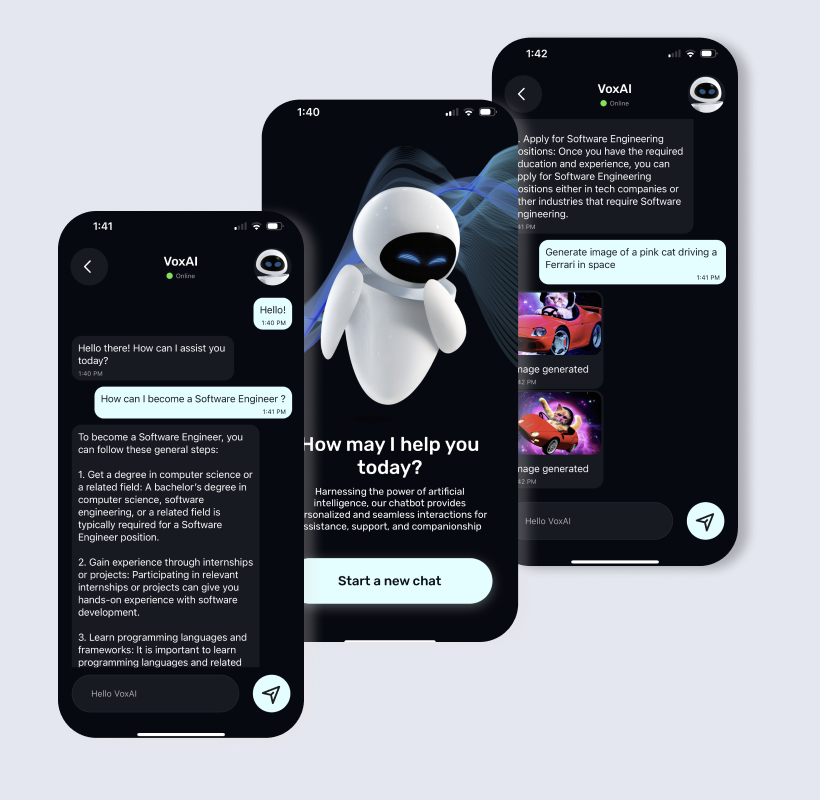 1:41
VoxAI
Online
Hello!
1:40 PM
Hello there! How can I assist you
today?
1:40 PM
How can I become a Software Engineer ?
1:41 PM
To become a Software Engineer, you
can follow these general steps:
1. Get a degree in computer science or
a related field: A bachelor's degree in
computer science, software
engineering, or a related field is
typically required for a Software
Engineer position.
2. Gain experience through internships
or projects: Participating in relevant
internships or projects can give you
hands-on experience with software
development.
3. Learn programming languages and
frameworks: It is important to learn
programming languages and related
Hello VoxAI
1:40
How may I help you
today?
Harnessing the power of artificial
intelligence, our chatbot provides
rsonalized and seamless interactions for
ssistance, support, and companionship
Start a new chat
1:42
VoxAI
Online
. Apply for Software Engineering
ositions: Once you have the required
ducation and experience, you can
pply for Software Engineering
ositions either in tech companies or
ther industries that require Software
ngineering.
41 PM
Generate image of a pink cat driving a
Ferrari in space
1:41 PM
mage generated
42 PM
mage generated
42 PM
Hello VoxAI